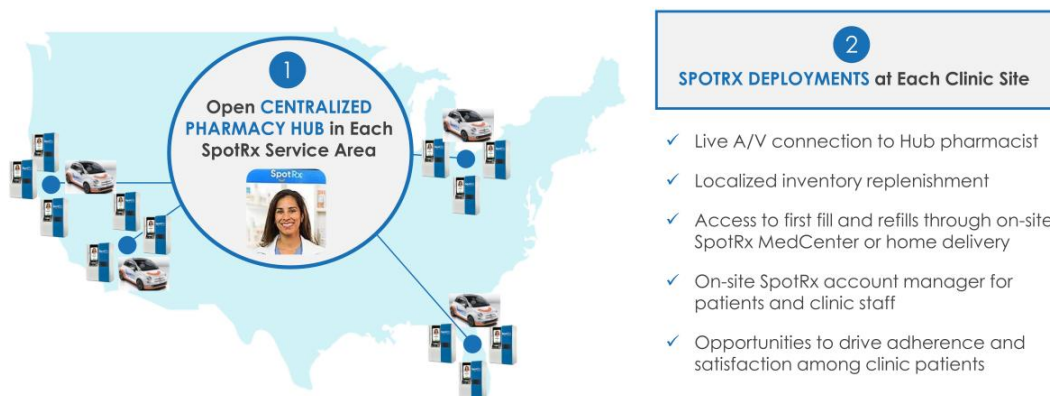 1
Open CENTRALIZED
PHARMACY HUB in Each
SpotRx Service Area
SpotRx
2
SPOTRX DEPLOYMENTS at Each Clinic Site
✓ Live A/V connection to Hub pharmacist
✓ Localized inventory replenishment
✓ Access to first fill and refills through on-site
SpotRx MedCenter or home delivery
✓ On-site SpotRx account manager for
patients and clinic staff
✓ Opportunities to drive adherence and
satisfaction among clinic patients